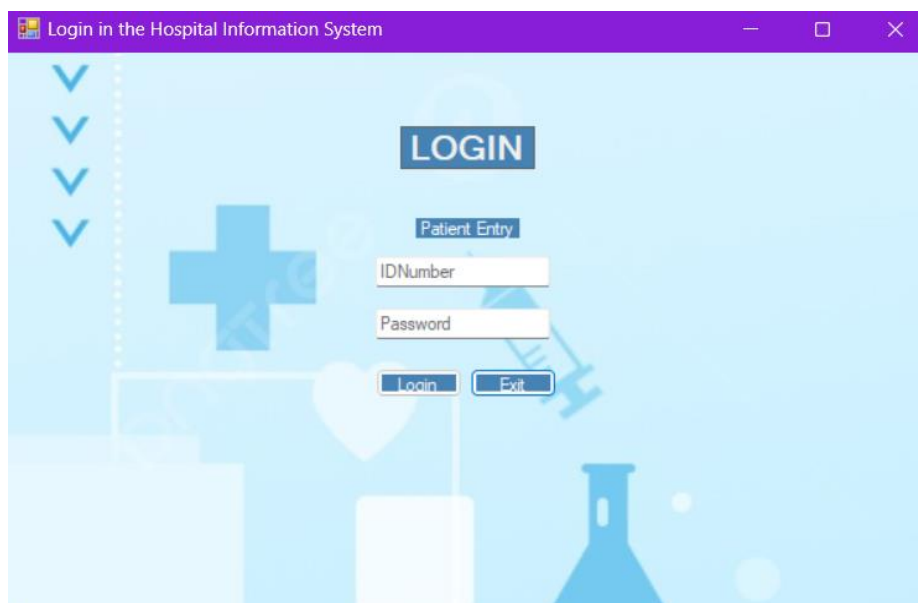 Login in the Hospital Information System
LOGIN
Patient Entry
IDNumber
Password
Login Exit